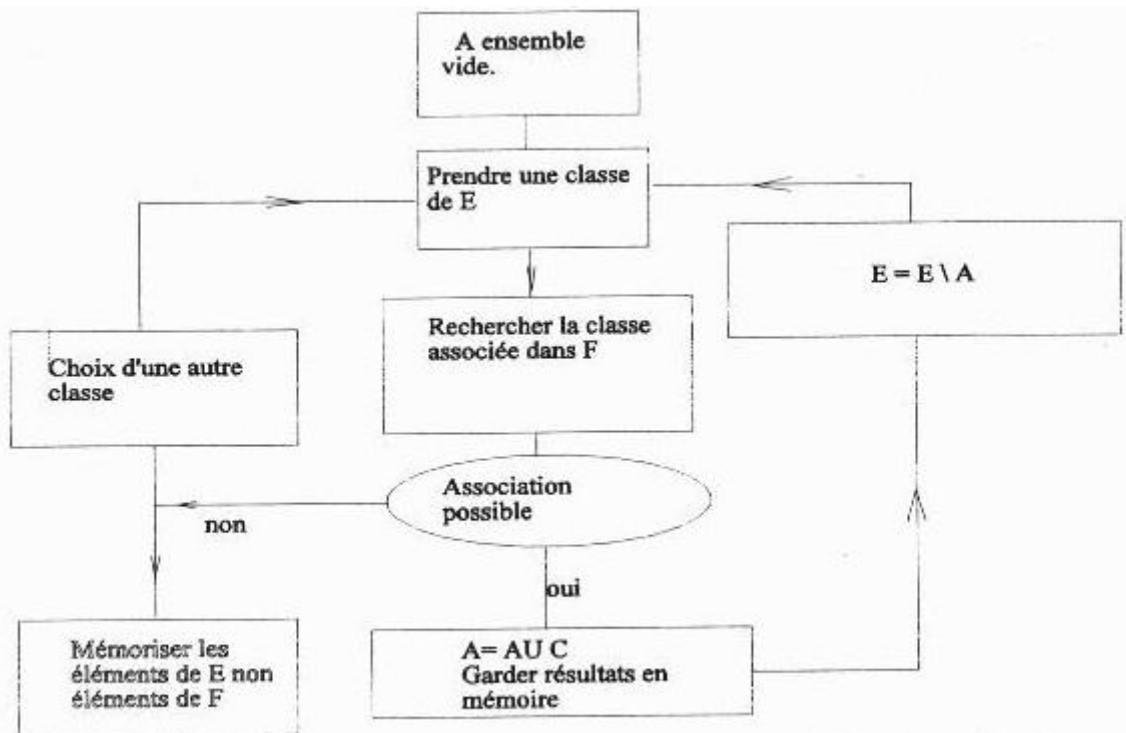 A ensemble
vide.
Prendre une classe
de E
E = E \ A
Rechercher la classe
associée dans F
Choix d'une autre
classe
Association
possible
non
oui
Mémoriser les
éléments de E non
éléments de F
A= AU C
Garder résultats en
mémoire